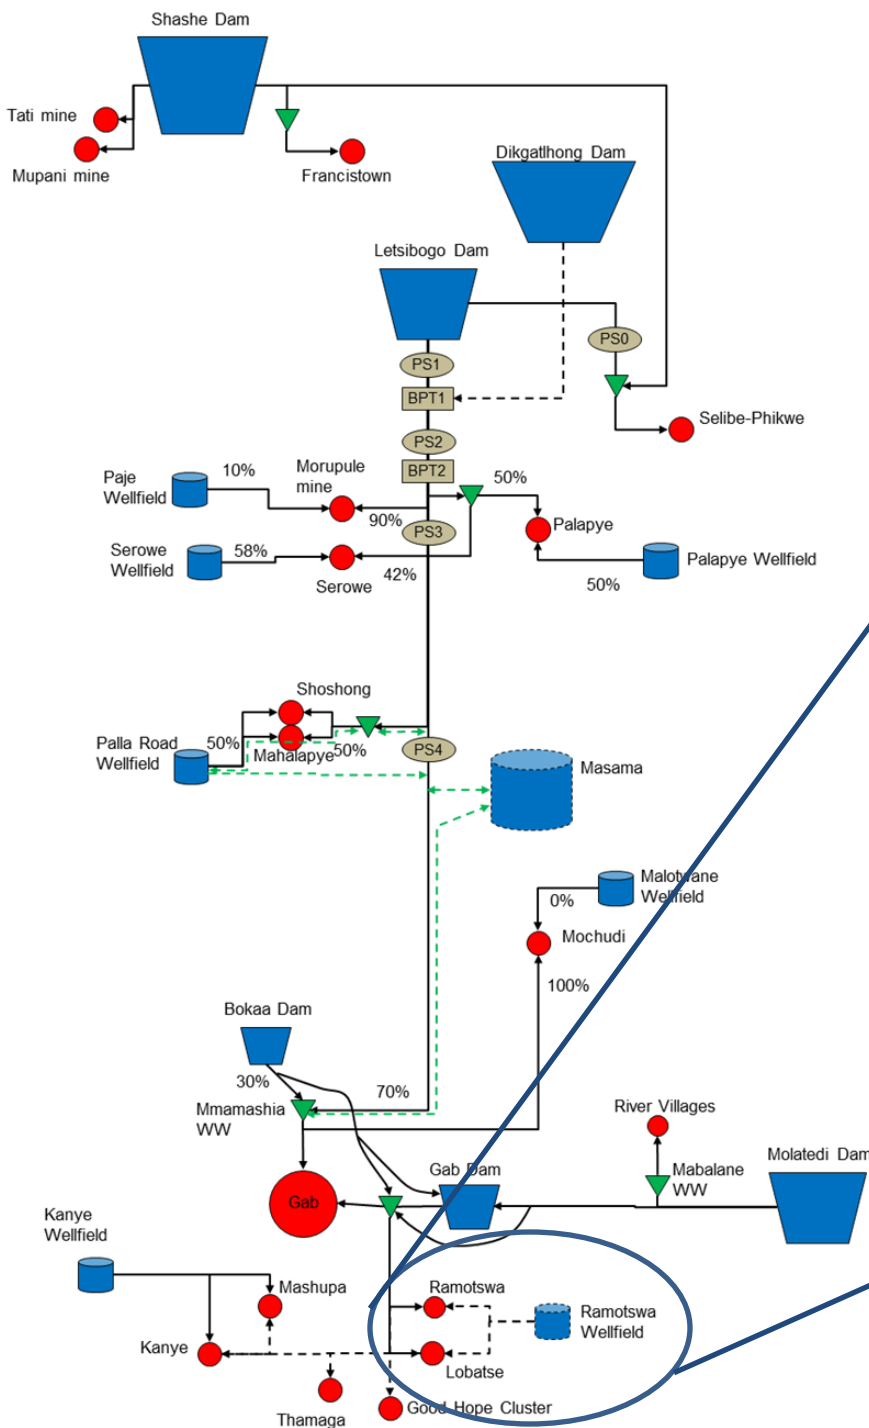 Shashe Dam
Tati mine
Mupani mine
Francistown
Dikgatlhong Dam
Letsibogo Dam
PS0
PS1
BPT1
Selibe-Phikwe
PS2
BPT2
Paje
Wellfield
10%
Morupule
mine
90%
50%
PS3
Palapye
Serowe
Wellfield
58%
Serowe
42%
Palapye Wellfield
50%
Shoshong
Palla Road
Wellfield
50%
Mahalapye
50%
PS4
Masama
Malotwane
Wellfield
0%
Mochudi
100%
Bokaa Dam
30%
70%
Mmamashia
WW
River Villages
Gab Dam
Mabalane
WW
Molatedi Dam
Gab
Kanye
Wellfield
Mashupa
Ramotswa
Ramotswa
Wellfield
Kanye
Lobatse
Thamaga
Good Hope Cluster